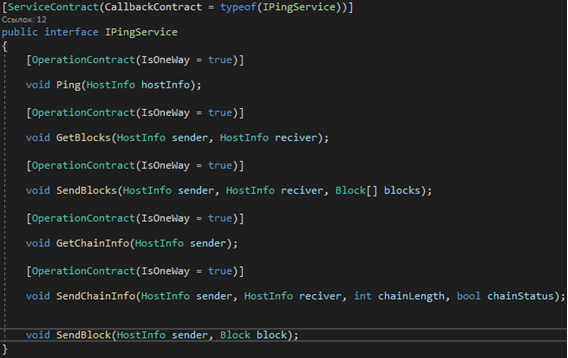 [ServiceContract(CallbackContract = typeof(IPingService))]
Ссылок: 12
public interface IPingService
{
[OperationContract(IsOneWay = true)]
void Ping(HostInfo hostInfo);
[OperationContract(IsOneWay = true)]
void GetBlocks(HostInfo sender, HostInfo reciver);
[OperationContract(IsOneWay = true)]
void SendBlocks(HostInfo sender, HostInfo reciver, Block[] blocks);
[OperationContract(IsOneWay = true)]
void GetChainInfo(HostInfo sender);
[OperationContract(IsOneWay = true)]
void SendChainInfo(HostInfo sender, HostInfo reciver, int chainLength, bool chainStatus);
void SendBlock(HostInfo sender, Block block);
}